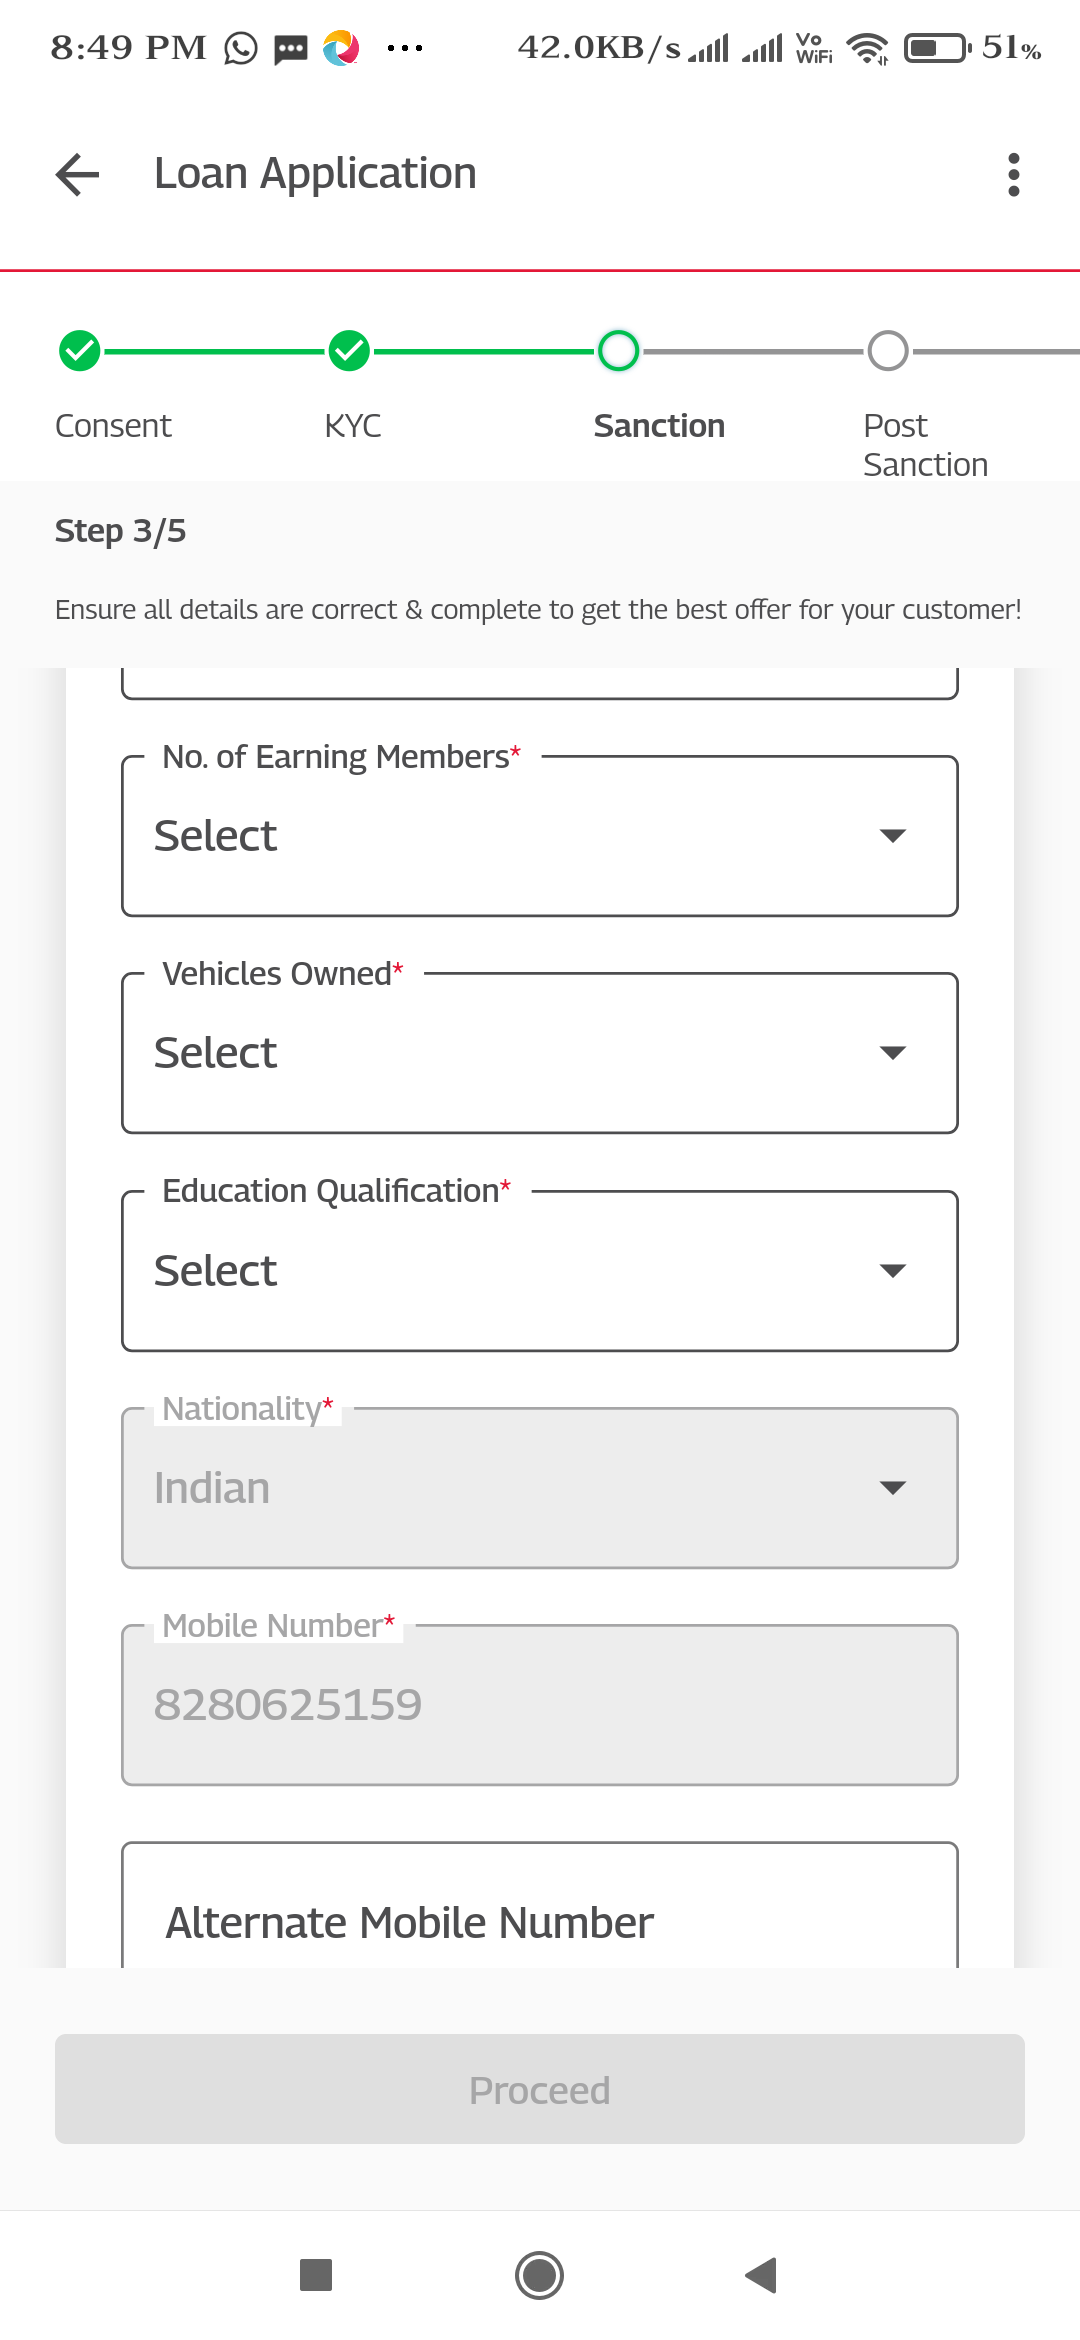 8:49 PM ... 42.0KB/s Vo WiFi 51%
Loan Application
Consent KYC Sanction Post Sanction
Step 3/5
Ensure all details are correct & complete to get the best offer for your customer!
No. of Earning Members*
Select
Vehicles Owned*
Select
Education Qualification*
Select
Nationality*
Indian
Mobile Number*
8280625159
Alternate Mobile Number
Proceed